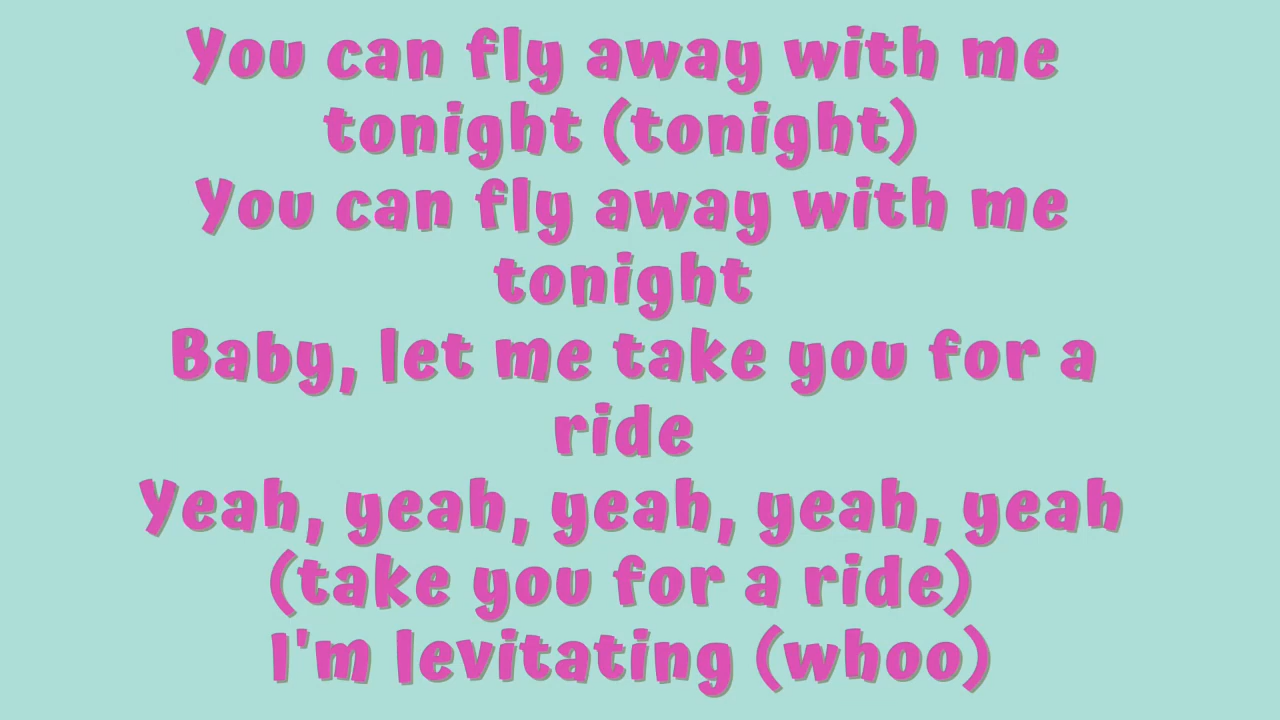 You can fly away with me
tonight (tonight)
You can fly away with me
tonight
Baby, let me take you for a
ride
Yeah, yeah, yeah, yeah, yeah
(take you for a ride)
I'm levitating (whoo)